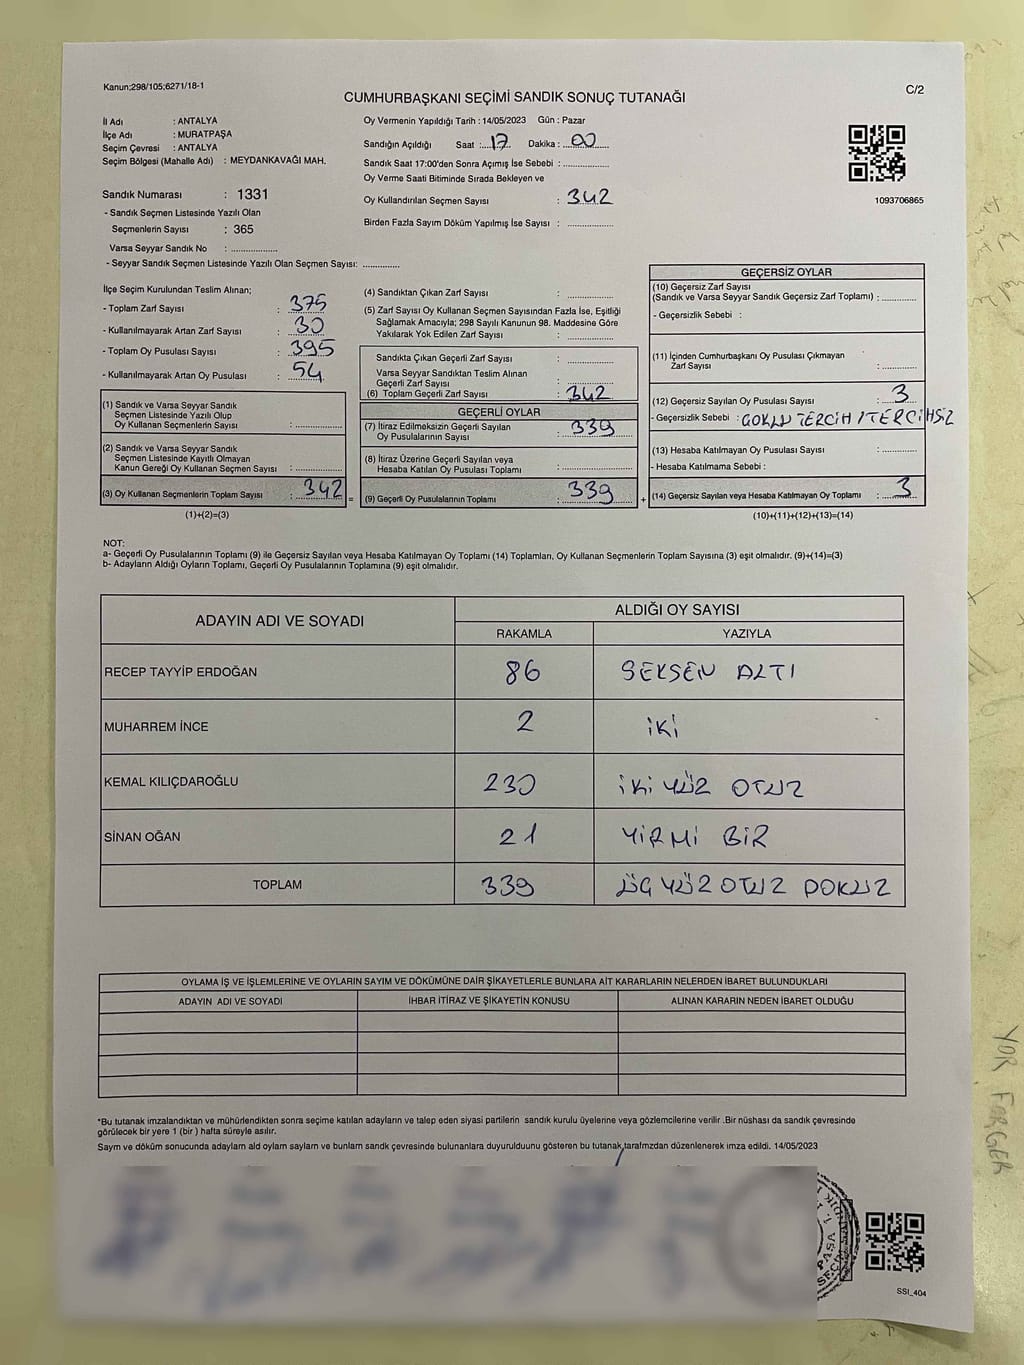 Kanun;298/105;6271/18-1
C/2
CUMHURBAŞKANI SEÇİMİ SANDIK SONUÇ TUTANAĞI
İl Adı : ANTALYA
İlçe Adı : MURATPAŞA
Seçim Çevresi : ANTALYA
Seçim Bölgesi (Mahalle Adı) : MEYDANKAVAĞI MAH.
Sandık Numarası : 1331
- Sandık Seçmen Listesinde Yazılı Olan
Seçmenlerin Sayısı : 365
Varsa Seyyar Sandık No : ..................
- Seyyar Sandık Seçmen Listesinde Yazılı Olan Seçmen Sayısı: ..............
Oy Vermenin Yapıldığı Tarih : 14/05/2023 Gün : Pazar
Sandığın Açıldığı Saat :...17... Dakika :...00......
Sandık Saat 17:00'den Sonra Açımış İse Sebebi : ..................
Oy Verme Saati Bitiminde Sırada Bekleyen ve
Oy Kullandırılan Seçmen Sayısı : 342
Birden Fazla Sayım Döküm Yapılmış İse Sayısı : ..................
1093706865
İlçe Seçim Kurulundan Teslim Alınan;
- Toplam Zarf Sayısı : 375
- Kullanılmayarak Artan Zarf Sayısı : 30
- Toplam Oy Pusulası Sayısı : 395
- Kullanılmayarak Artan Oy Pusulası : 54
(1) Sandık ve Varsa Seyyar Sandık
Seçmen Listesinde Yazılı Olup
Oy Kullanan Seçmenlerin Sayısı : ..................
(2) Sandık ve Varsa Seyyar Sandık
Seçmen Listesinde Kayıtlı Olmayan
Kanun Gereği Oy Kullanan Seçmen Sayısı : ..................
(3) Oy Kullanan Seçmenlerin Toplam Sayısı : 342 =
(1)+(2)=(3)
(4) Sandıktan Çıkan Zarf Sayısı : ..................
(5) Zarf Sayısı Oy Kullanan Seçmen Sayısından Fazla İse, Eşitliği
Sağlamak Amacıyla; 298 Sayılı Kanunun 98. Maddesine Göre
Yakılarak Yok Edilen Zarf Sayısı : ..................
Sandıkta Çıkan Geçerli Zarf Sayısı : ..................
Varsa Seyyar Sandıktan Teslim Alınan
Geçerli Zarf Sayısı : ..................
(6) Toplam Geçerli Zarf Sayısı : 342
GEÇERLİ OYLAR
(7) İtiraz Edilmeksizin Geçerli Sayılan
Oy Pusulalarının Sayısı : 339
(8) İtiraz Üzerine Geçerli Sayılan veya
Hesaba Katılan Oy Pusulası Toplamı : ..................
(9) Geçerli Oy Pusulalarının Toplamı : 339 +
GEÇERSİZ OYLAR
(10) Geçersiz Zarf Sayısı
(Sandık ve Varsa Seyyar Sandık Geçersiz Zarf Toplamı) : ............
- Geçersizlik Sebebi :
(11) İçinden Cumhurbaşkanı Oy Pusulası Çıkmayan
Zarf Sayısı : ............
(12) Geçersiz Sayılan Oy Pusulası Sayısı : 3
- Geçersizlik Sebebi : ÇOKLU TERCİH / TERCİHSİZ
(13) Hesaba Katılmayan Oy Pusulası Sayısı : ............
- Hesaba Katılmama Sebebi :
(14) Geçersiz Sayılan veya Hesaba Katılmayan Oy Toplamı : 3
(10)+(11)+(12)+(13)=(14)
NOT:
a- Geçerli Oy Pusulalarının Toplamı (9) ile Geçersiz Sayılan veya Hesaba Katılmayan Oy Toplamı (14) Toplamları, Oy Kullanan Seçmenlerin Toplam Sayısına (3) eşit olmalıdır. (9)+(14)=(3)
b- Adayların Aldığı Oyların Toplamı, Geçerli Oy Pusulalarının Toplamına (9) eşit olmalıdır.
ADAYIN ADI VE SOYADI
ALDIĞI OY SAYISI
RAKAMLA YAZIYLA
RECEP TAYYİP ERDOĞAN 86 SEKSEN ALTI
MUHARREM İNCE 2 İKİ
KEMAL KILIÇDAROĞLU 230 İKİ YÜZ OTUZ
SİNAN OĞAN 21 YİRMİ BİR
TOPLAM 339 ÜÇ YÜZ OTUZ DOKUZ
OYLAMA İŞ VE İŞLEMLERİNE VE OYLARIN SAYIM VE DÖKÜMÜNE DAİR ŞİKAYETLERLE BUNLARA AİT KARARLARIN NELERDEN İBARET BULUNDUKLARI
ADAYIN ADI VE SOYADI İHBAR İTİRAZ VE ŞİKAYETİN KONUSU ALINAN KARARIN NEDEN İBARET OLDUĞU
*Bu tutanak imzalandıktan ve mühürlendikten sonra seçime katılan adayların ve talep eden siyasi partilerin sandık kurulu üyelerine veya gözlemcilerine verilir .Bir nüshası da sandık çevresinde
görülecek bir yere 1 (bir ) hafta süreyle asılır.
Sayım ve döküm sonucunda adaylam ald oylam saylam ve bunlam sandk çevresinde bulunanlara duyurulduunu gösteren bu tutanak tarafmzdan düzenlenerek imza edildi. 14/05/2023
SSI_404